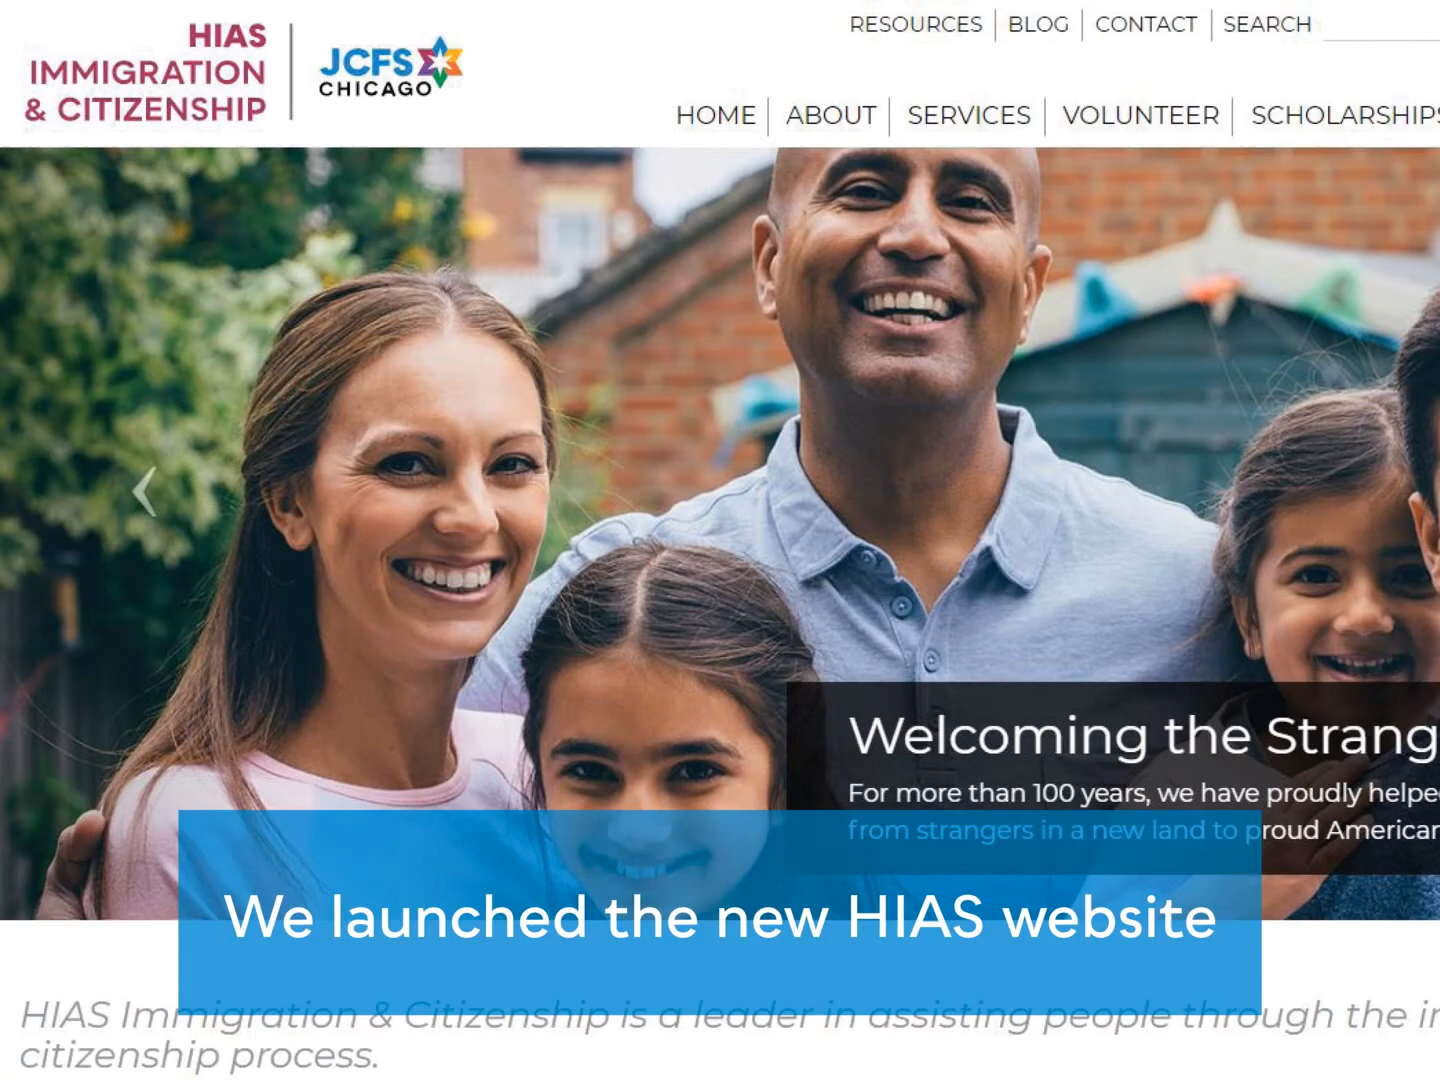 HIAS
IMMIGRATION
& CITIZENSHIP
JCFS
CHICAGO
RESOURCES BLOG CONTACT SEARCH
HOME ABOUT SERVICES VOLUNTEER SCHOLARSHIPS
Welcoming the Strang
For more than 100 years, we have proudly helpe
from strangers in a new land to proud American
We launched the new HIAS website
HIAS Immigration & Citizenship is a leader in assisting people through the
citizenship process.